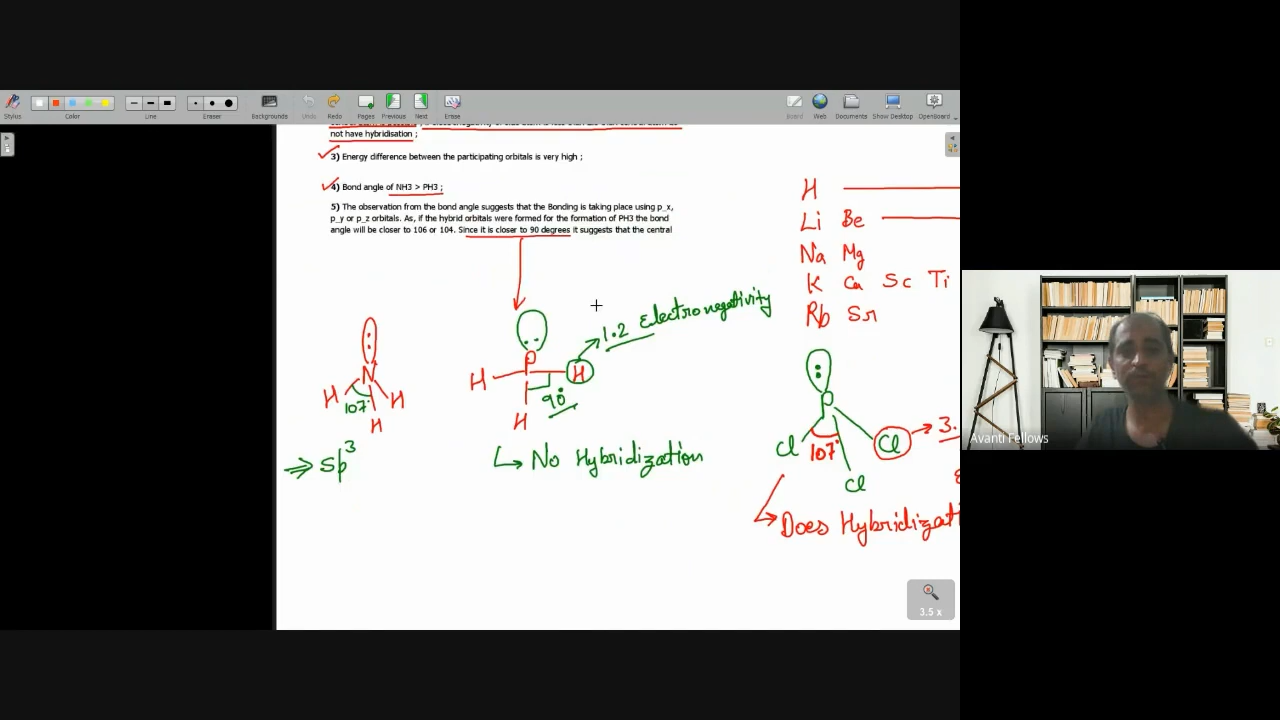 Stylus
Color
Line
Eraser
Backgrounds
Undo
Redo
Pages
Previous
Next
Erase
Board
Web
Documents
Show Desktop
OpenBoard
not have hybridisation ;
3) Energy difference between the participating orbitals is very high ;
4) Bond angle of NH3 > PH3 ;
5) The observation from the bond angle suggests that the Bonding is taking place using p_x,
p_y or p_z orbitals. As, if the hybrid orbitals were formed for the formation of PH3 the bond
angle will be closer to 106 or 104. Since it is closer to 90 degrees it suggests that the central
H
Li Be
Na Mg
K Ca Sc Ti
Rb Sr
N
H H
107°
H
⇒ sp³
1.2 Electronegativity
P
H H
90°
H
↳ No Hybridization
P
Cl Cl → 3.
107°
Cl
↳ Does Hybridizati
Avanti Fellows
3.5 x